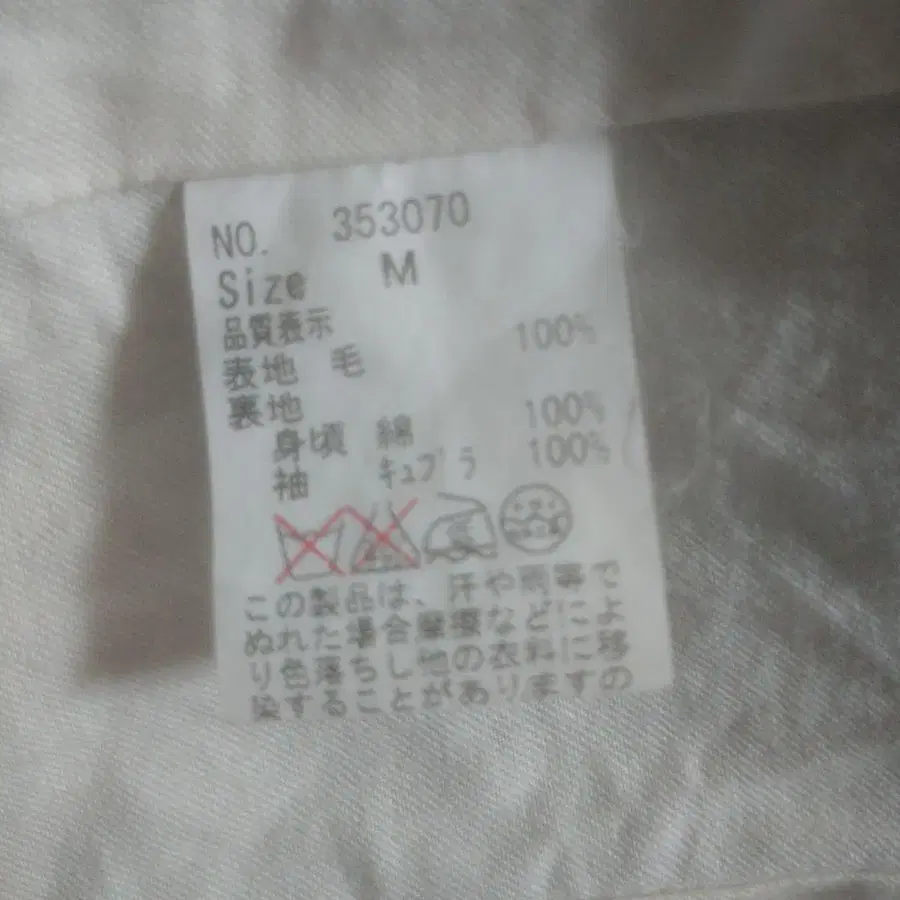 NO. 353070
Size M
品質表示
表地 毛 100%
裏地
身頃 綿 100%
袖 キュプラ 100%
この製品は、汗や雨等で
ぬれた場合摩擦などによ
り色落ちし他の衣料に移
染することがありますの